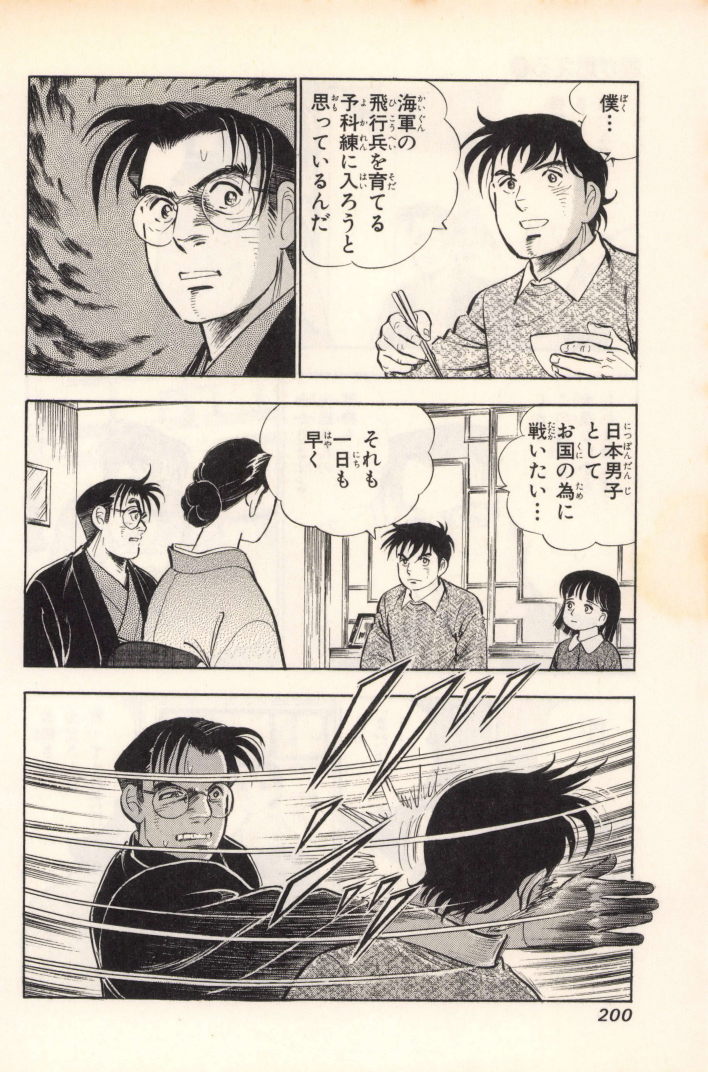 僕…
海軍の
飛行兵を育てる
予科練に入ろうと
思っているんだ
日本男子
として
お国の為に
戦いたい…
それも
一日も
早く
200